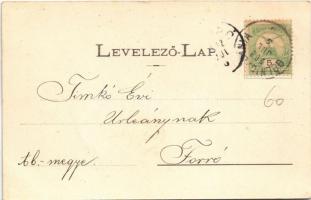 LEVELEZŐ-LAP.
Timkó Évi
Urleánynak
60
Ab.-megye.
Forró